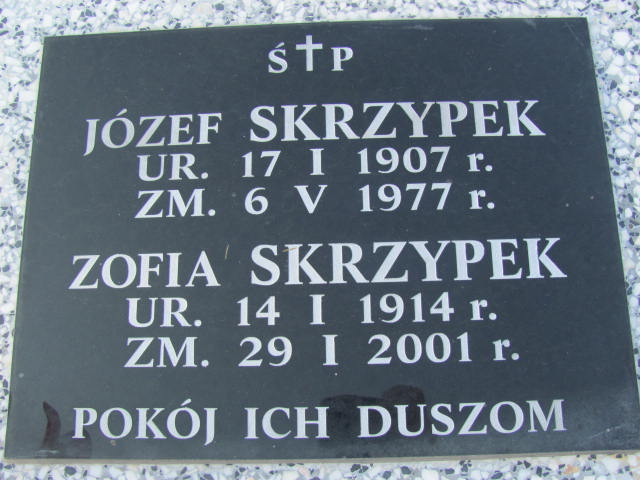 Ś✝P
JÓZEF SKRZYPEK
UR. 17 I 1907 r.
ZM. 6 V 1977 r.
ZOFIA SKRZYPEK
UR. 14 I 1914 r.
ZM. 29 I 2001 r.
POKÓJ ICH DUSZOM